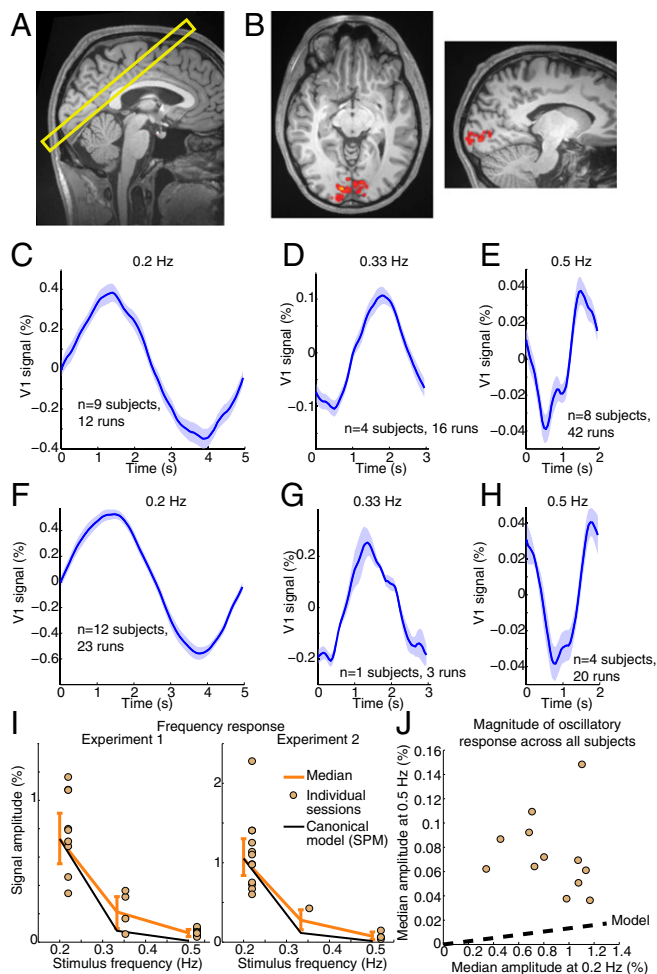 A
B
C
0.2 Hz
V1 signal (%)
0.4
0.2
0
−0.2
−0.4
n=9 subjects,
12 runs
0 1 2 3 4 5
Time (s)
D
0.33 Hz
V1 signal (%)
0.1
0
−0.1
n=4 subjects, 16 runs
0 1 2 3
Time (s)
E
0.5 Hz
V1 signal (%)
0.04
0.02
0
−0.02
−0.04
n=8 subjects,
42 runs
0 1 2
Time (s)
F
0.2 Hz
V1 signal (%)
0.4
0.2
0
−0.2
−0.4
−0.6
n=12 subjects,
23 runs
0 1 2 3 4 5
Time (s)
G
0.33 Hz
V1 signal (%)
0.2
0
−0.2
n=1 subjects, 3 runs
0 1 2 3
Time (s)
H
0.5 Hz
V1 signal (%)
0.04
0.02
0
−0.02
−0.04
n=4 subjects,
20 runs
0 1 2
Time (s)
I
Frequency response
Experiment 1
Experiment 2
Signal amplitude (%)
1
0
0.2 0.3 0.4 0.5
Stimulus frequency (Hz)
2
1
0
0.2 0.3 0.4 0.5
Stimulus frequency (Hz)
Median
Individual
sessions
Canonical
model (SPM)
J
Magnitude of oscillatory
response across all subjects
Median amplitude at 0.5 Hz (%)
0.16
0.14
0.12
0.1
0.08
0.06
0.04
0.02
0
Model
0 0.2 0.4 0.6 0.8 1 1.2 1.4
Median amplitude at 0.2 Hz (%)